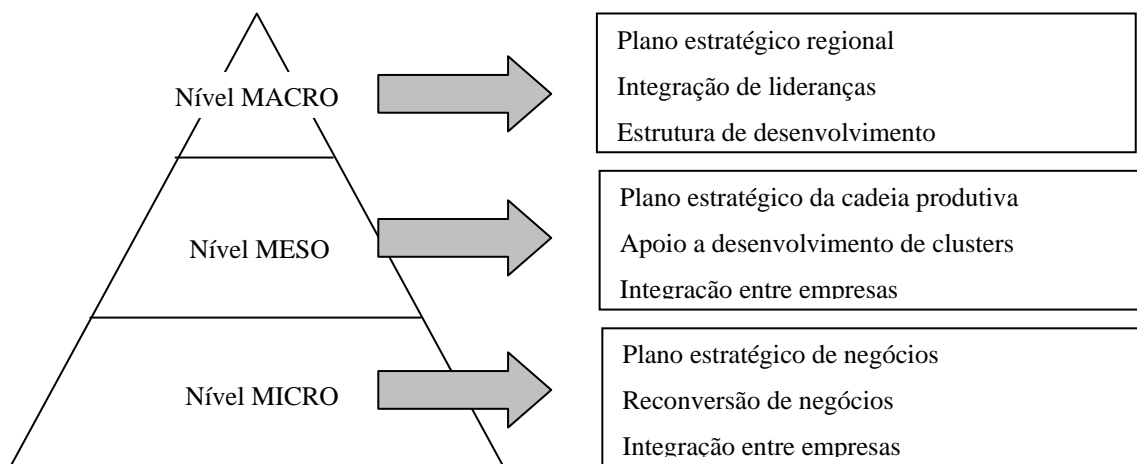 Nível MACRO
Plano estratégico regional
Integração de lideranças
Estrutura de desenvolvimento
Nível MESO
Plano estratégico da cadeia produtiva
Apoio a desenvolvimento de clusters
Integração entre empresas
Nível MICRO
Plano estratégico de negócios
Reconversão de negócios
Integração entre empresas